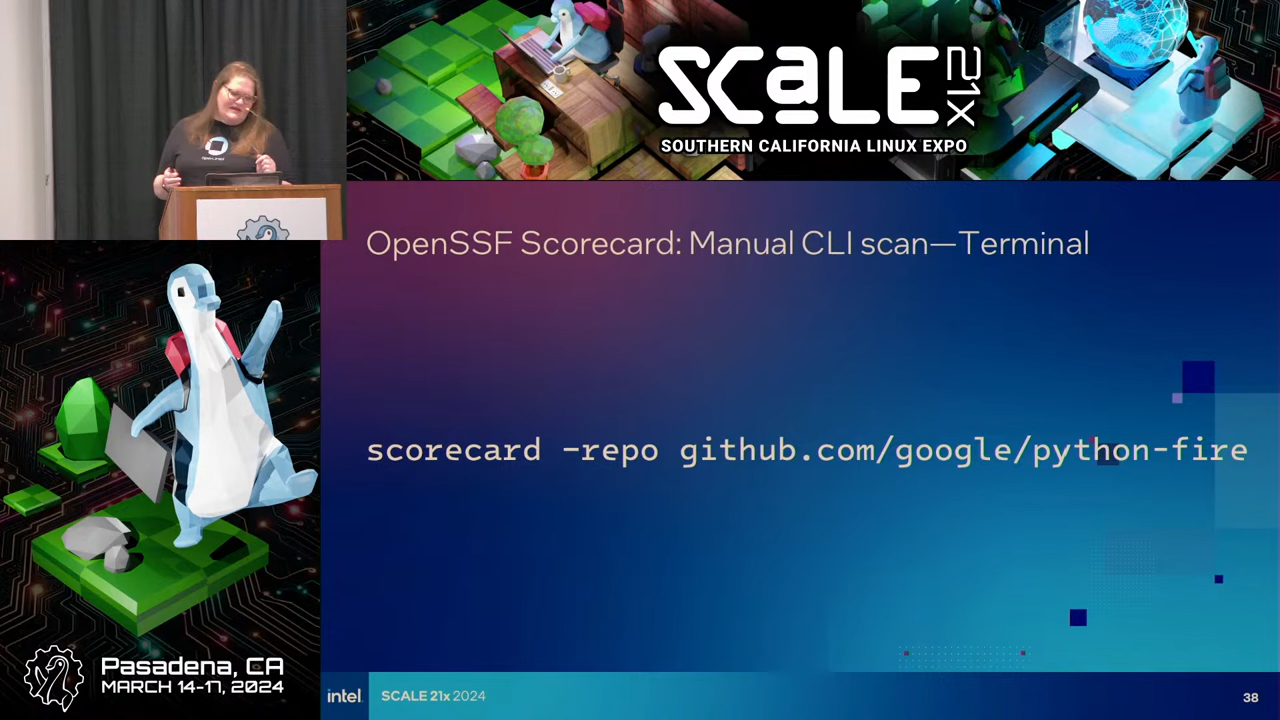 SCaLE 21x
SOUTHERN CALIFORNIA LINUX EXPO
OpenSSF Scorecard: Manual CLI scan—Terminal
scorecard -repo github.com/google/python-fire
Pasadena, CA
MARCH 14-17, 2024
intel
SCALE 21x 2024
38